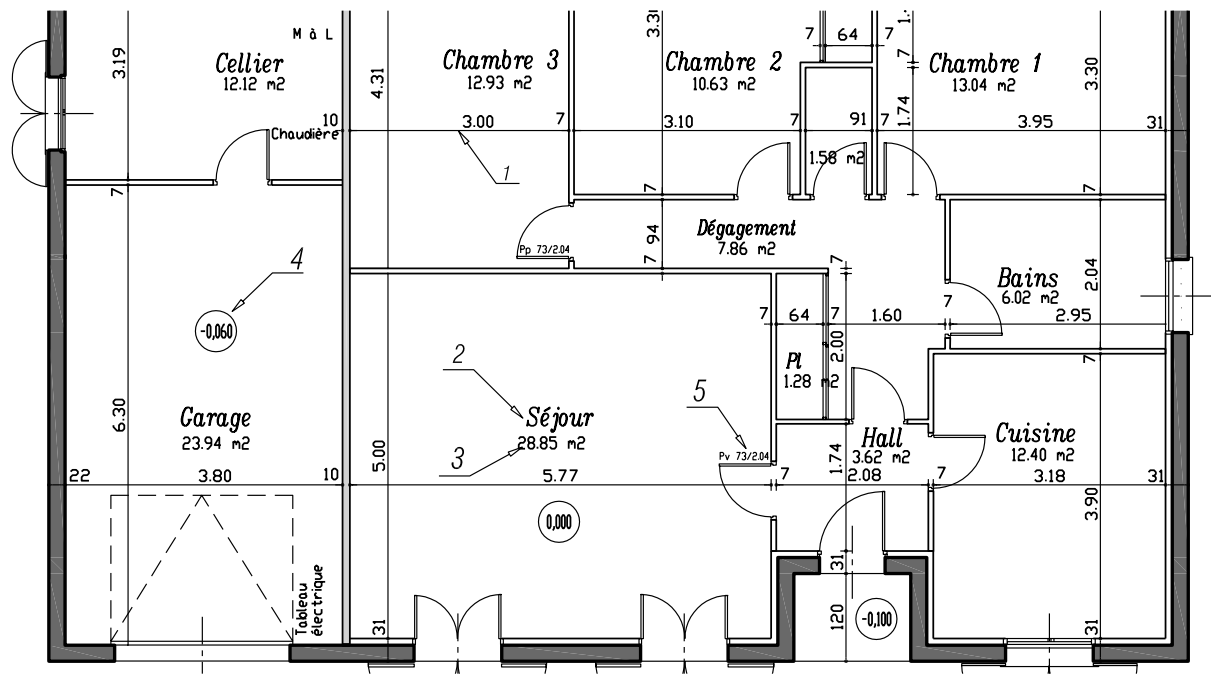 M à L
3.19
Cellier
12.12 m2
4.31
Chambre 3
12.93 m2
Chambre 2
10.63 m2
7
64
7
7
Chambre 1
13.04 m2
3.30
1.74
10
Chaudière
3.00
7
3.10
7
91
7
3.95
31
1
1.58 m2
7
7
7
94
7
Dégagement
7.86 m2
Pp 73/2.04
7
4
-0,060
Bains
6.02 m2
2.04
7
64
7
1.60
7
2.95
2.00
2
Pl
1.28 m2
7
6.30
Garage
23.94 m2
5
Séjour
28.85 m2
3
Pv 73/2.04
Hall
3.62 m2
1.74
Cuisine
12.40 m2
5.00
22
3.80
10
5.77
7
2.08
7
3.18
31
3.90
0,000
31
Tableau
électrique
31
120
-0,100
31